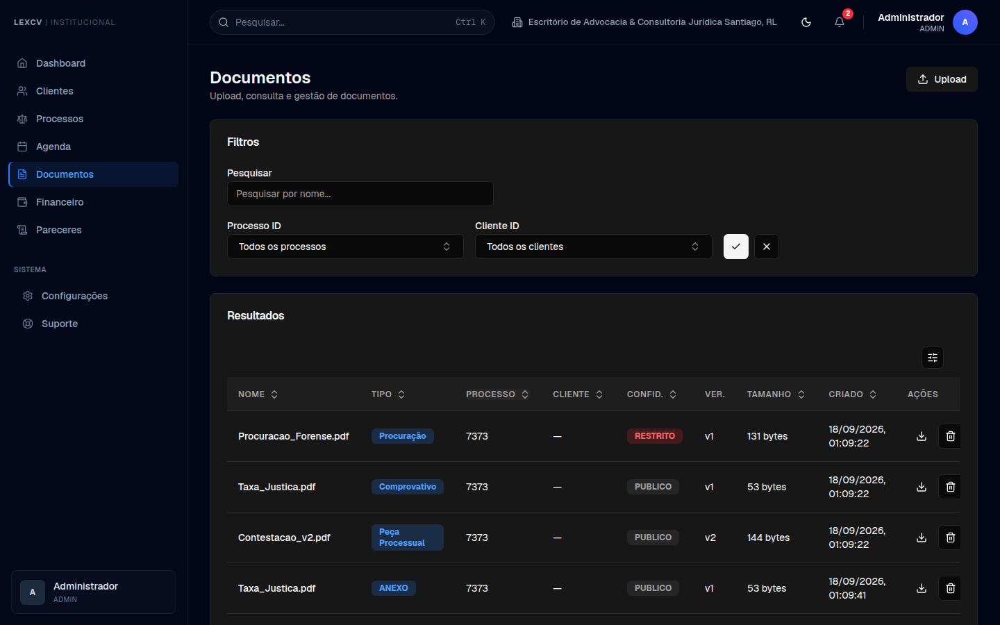 LEXCV | INSTITUCIONAL
Pesquisar...
Ctrl K
Escritório de Advocacia & Consultoria Jurídica Santiago, RL
2
Administrador
ADMIN
A
Dashboard
Clientes
Processos
Agenda
Documentos
Financeiro
Pareceres
SISTEMA
Configurações
Suporte
A
Administrador
ADMIN
Documentos
Upload, consulta e gestão de documentos.
Upload
Filtros
Pesquisar
Pesquisar por nome...
Processo ID
Cliente ID
Todos os processos
Todos os clientes
Resultados
NOME TIPO PROCESSO CLIENTE CONFID. VER. TAMANHO CRIADO AÇÕES
Procuracao_Forense.pdf Procuração 7373 — RESTRITO v1 131 bytes 18/09/2026,
01:09:22
Taxa_Justica.pdf Comprovativo 7373 — PUBLICO v1 53 bytes 18/09/2026,
01:09:22
Contestacao_v2.pdf Peça
Processual 7373 — PUBLICO v2 144 bytes 18/09/2026,
01:09:22
Taxa_Justica.pdf ANEXO 7373 — PUBLICO v1 53 bytes 18/09/2026,
01:09:41